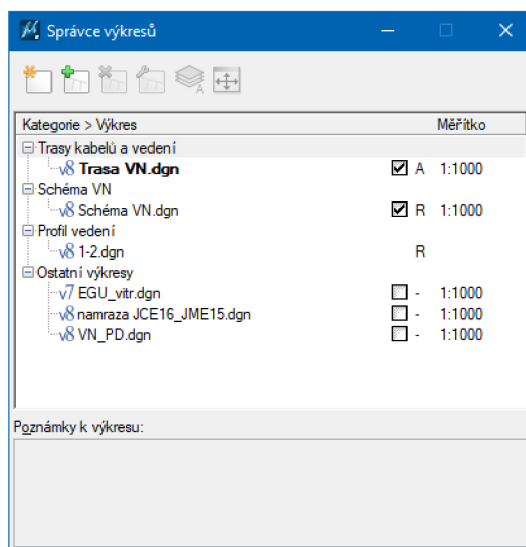 Správce výkresů
Kategorie > Výkres Měřítko
Trasy kabelů a vedení
v8 Trasa VN.dgn A 1:1000
Schéma VN
v8 Schéma VN.dgn R 1:1000
Profil vedení
v8 1-2.dgn R
Ostatní výkresy
v7 EGU_vitr.dgn - 1:1000
v8 namraza JCE16_JME15.dgn - 1:1000
v8 VN_PD.dgn - 1:1000
Poznámky k výkresu: